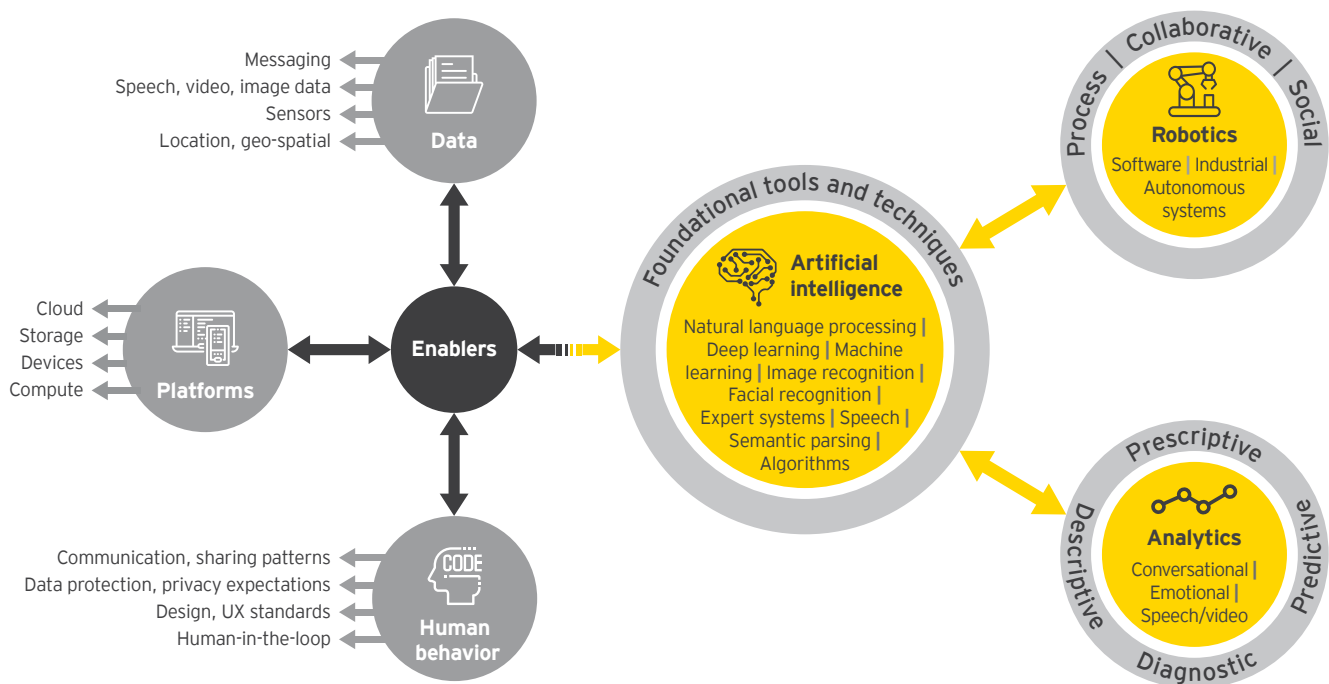 Messaging
Speech, video, image data
Sensors
Location, geo-spatial
Data
Cloud
Storage
Devices
Compute
Platforms
Enablers
Communication, sharing patterns
Data protection, privacy expectations
Design, UX standards
Human-in-the-loop
CODE
Human
behavior
Foundational tools and techniques
Artificial
intelligence
Natural language processing |
Deep learning | Machine
learning | Image recognition |
Facial recognition |
Expert systems | Speech |
Semantic parsing |
Algorithms
Process | Collaborative | Social
Robotics
Software | Industrial |
Autonomous
systems
Prescriptive
Predictive
Diagnostic
Descriptive
Analytics
Conversational |
Emotional |
Speech/video